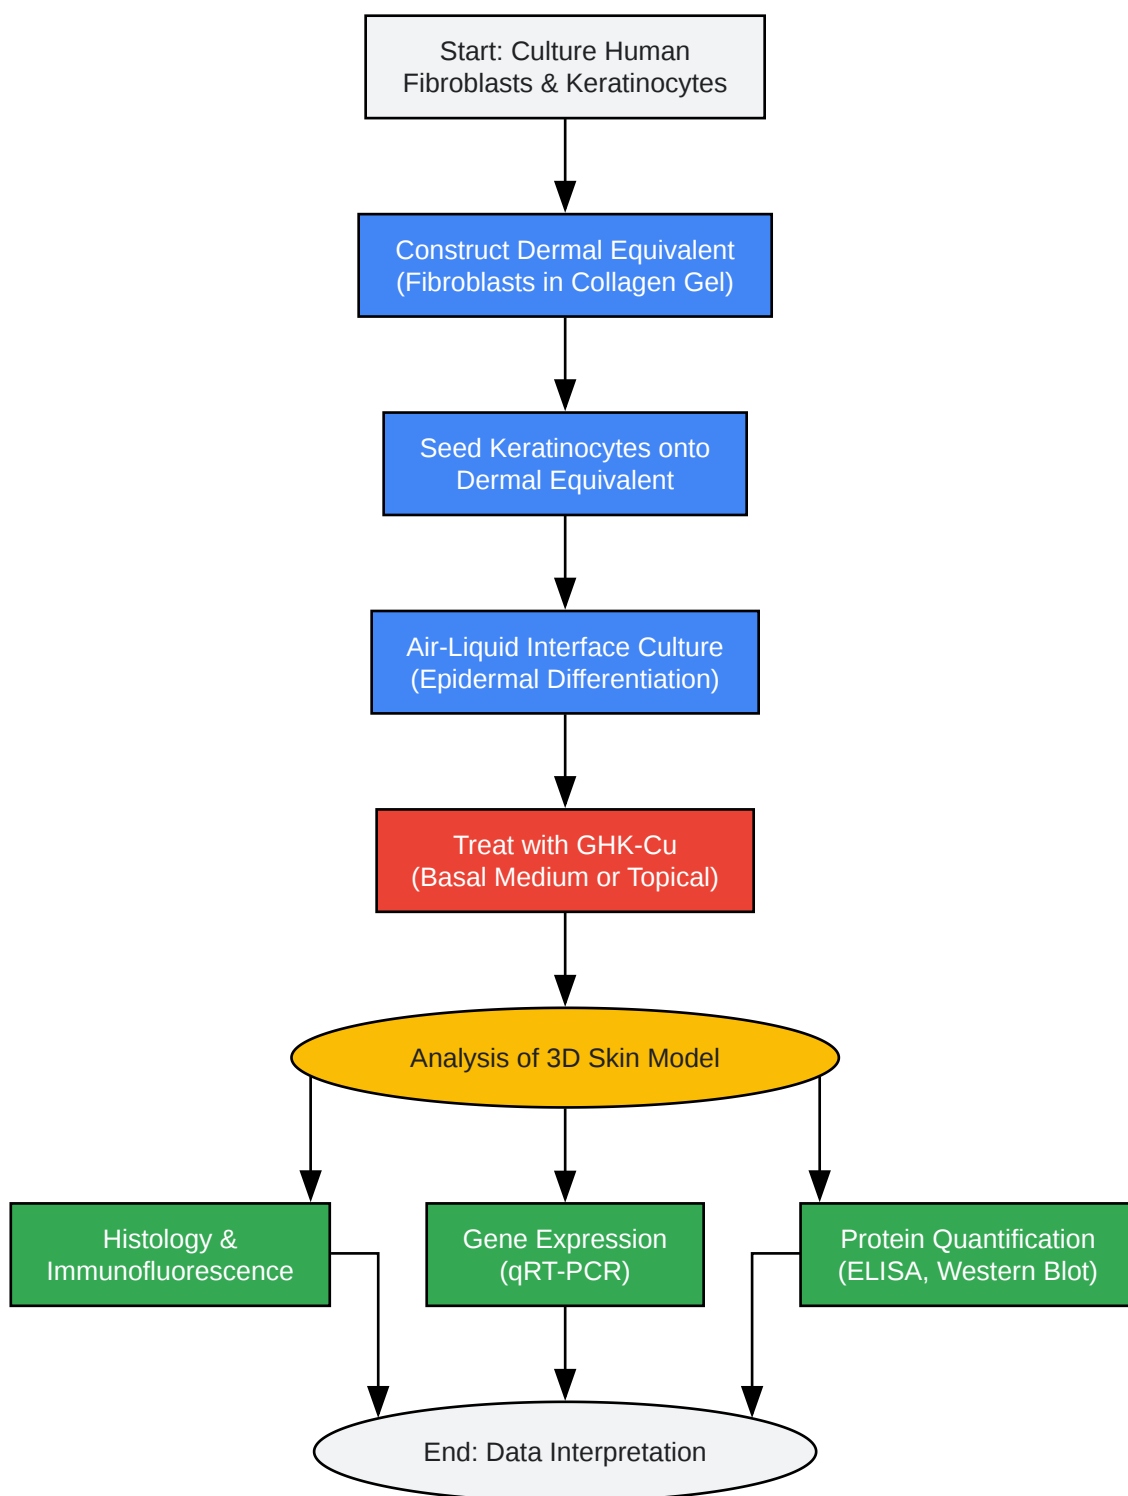 Start: Culture Human
Fibroblasts & Keratinocytes
Construct Dermal Equivalent
(Fibroblasts in Collagen Gel)
Seed Keratinocytes onto
Dermal Equivalent
Air-Liquid Interface Culture
(Epidermal Differentiation)
Treat with GHK-Cu
(Basal Medium or Topical)
Analysis of 3D Skin Model
Histology &
Immunofluorescence
Gene Expression
(qRT-PCR)
Protein Quantification
(ELISA, Western Blot)
End: Data Interpretation